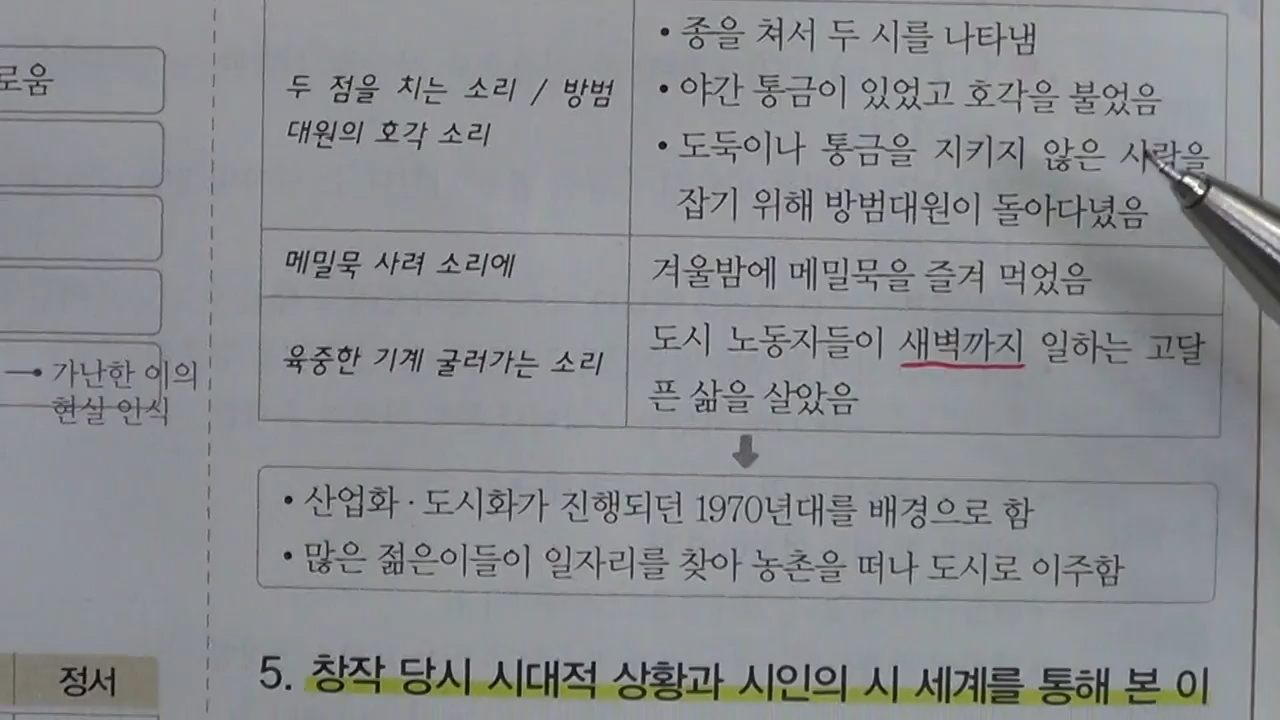 로움
가난한 이의
현실 인식
정서
두 점을 치는 소리 / 방범
대원의 호각 소리
• 종을 쳐서 두 시를 나타냄
• 야간 통금이 있었고 호각을 불었음
• 도둑이나 통금을 지키지 않은 사람을
잡기 위해 방범대원이 돌아다녔음
메밀묵 사려 소리에
겨울밤에 메밀묵을 즐겨 먹었음
육중한 기계 굴러가는 소리
도시 노동자들이 새벽까지 일하는 고달
픈 삶을 살았음
• 산업화·도시화가 진행되던 1970년대를 배경으로 함
• 많은 젊은이들이 일자리를 찾아 농촌을 떠나 도시로 이주함
5. 창작 당시 시대적 상황과 시인의 시 세계를 통해 본 이